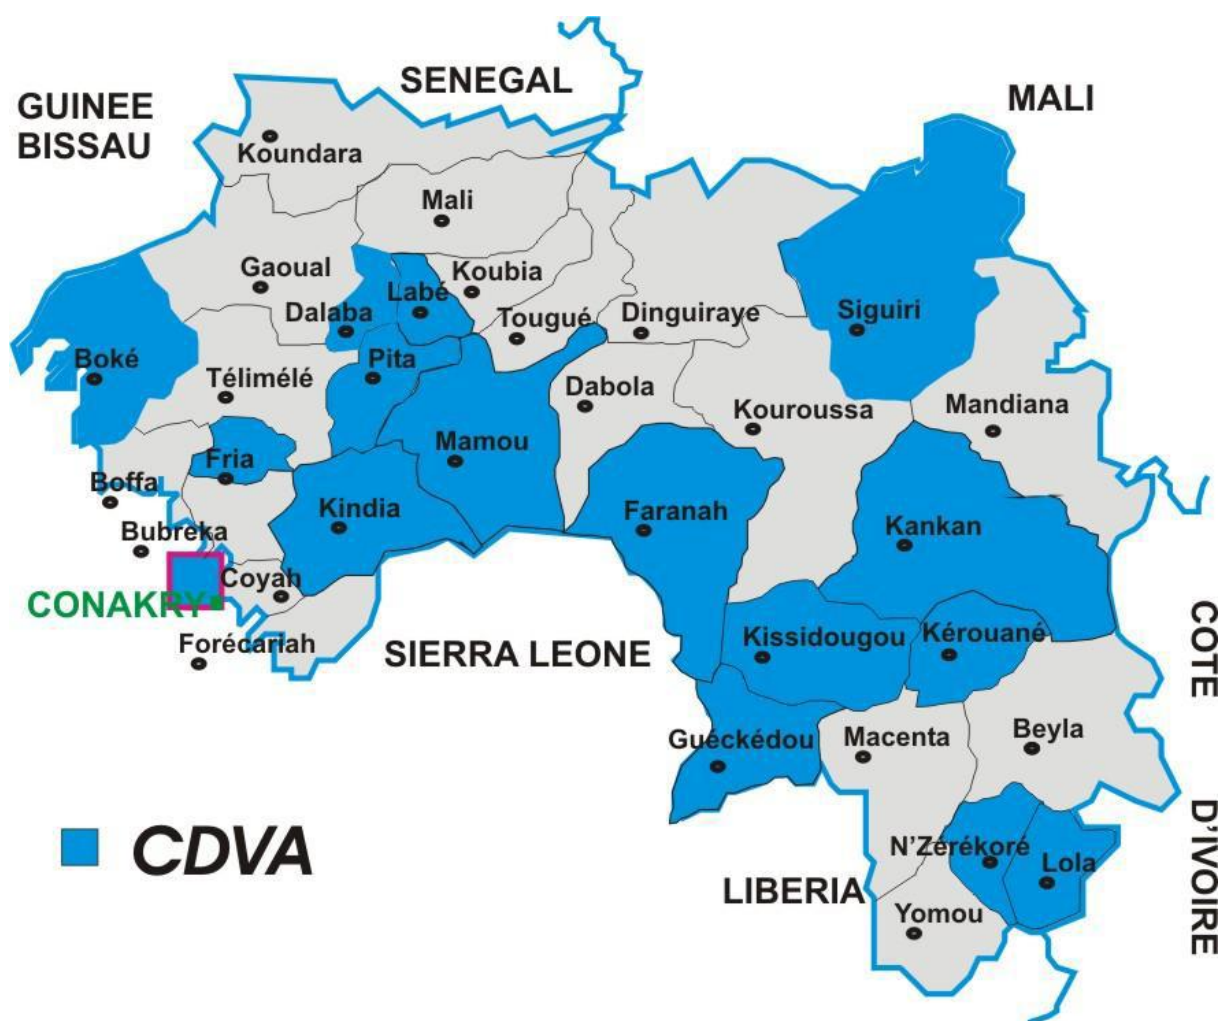 SENEGAL
GUINEE
BISSAU
MALI
Koundara
Mali
Gaoual
Koubia
Labé
Dalaba
Tougué
Dinguiraye
Siguiri
Boké
Pita
Télimélé
Dabola
Kouroussa
Mandiana
Mamou
Fria
Boffa
Kindia
Faranah
Kankan
Bubreka
Coyah
CONAKRY
Forécariah
SIERRA LEONE
Kissidougou
Kérouané
COTE
D'IVOIRE
Guéckédou
Macenta
Beyla
CDVA
N'Zérékoré
Lola
LIBERIA
Yomou